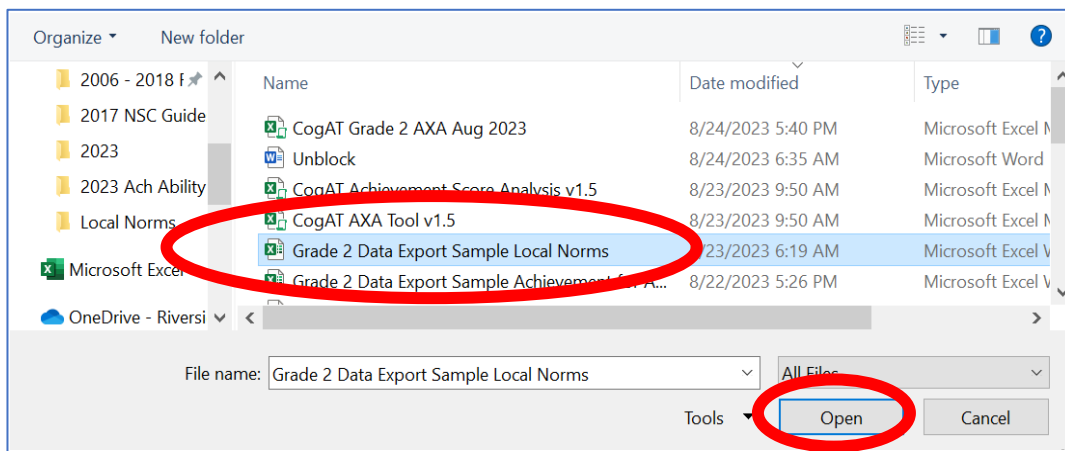 Organize New folder ?
2006 - 2018 F
2017 NSC Guide
2023
2023 Ach Ability
Local Norms
Microsoft Excel
OneDrive - Riversi
Name Date modified Type
CogAT Grade 2 AXA Aug 2023 8/24/2023 5:40 PM Microsoft Excel M
Unblock 8/24/2023 6:35 AM Microsoft Word
CogAT Achievement Score Analysis v1.5 8/23/2023 9:50 AM Microsoft Excel M
CogAT AXA Tool v1.5 8/23/2023 9:50 AM Microsoft Excel M
Grade 2 Data Export Sample Local Norms /23/2023 6:19 AM Microsoft Excel W
Grade 2 Data Export Sample Achievement for A... 8/22/2023 5:26 PM Microsoft Excel W
File name: Grade 2 Data Export Sample Local Norms All Files
Tools Open Cancel